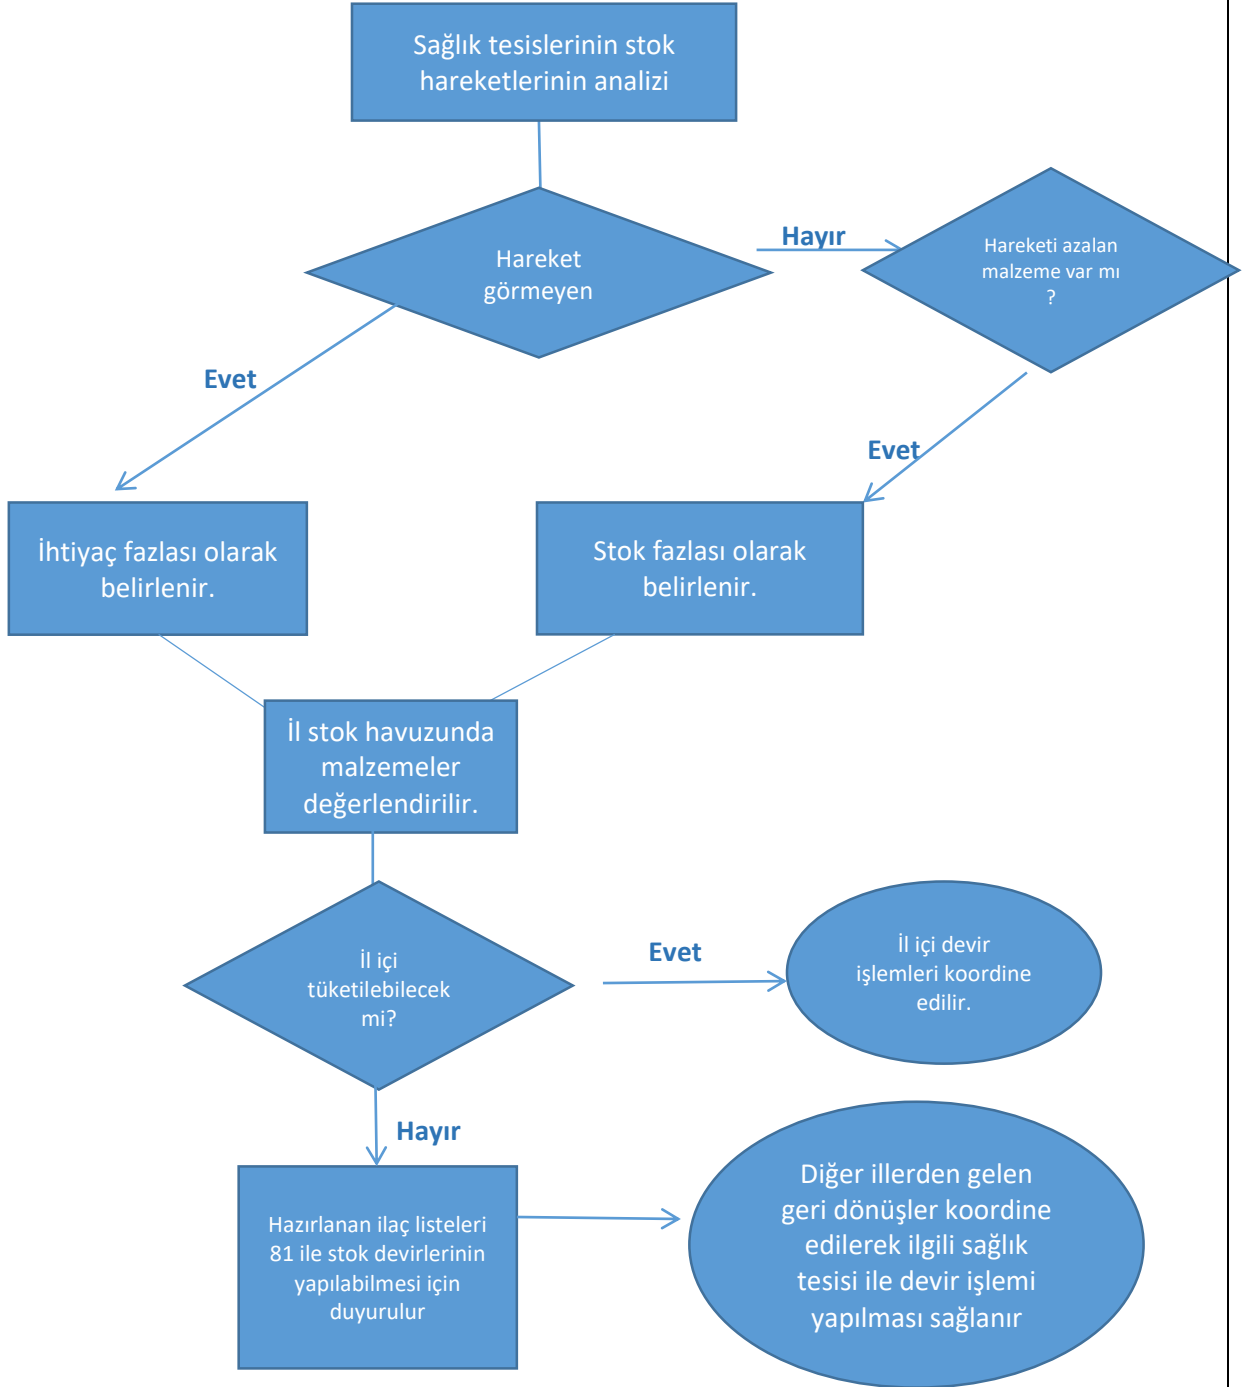 Sağlık tesislerinin stok
hareketlerinin analizi
Hareket
görmeyen
Hayır
Hareketi azalan
malzeme var mı
?
Evet
Evet
İhtiyaç fazlası olarak
belirlenir.
Stok fazlası olarak
belirlenir.
İl stok havuzunda
malzemeler
değerlendirilir.
İl içi
tüketilebilecek
mi?
Evet
İl içi devir
işlemleri koordine
edilir.
Hayır
Hazırlanan ilaç listeleri
81 ile stok devirlerinin
yapılabilmesi için
duyurulur
Diğer illerden gelen
geri dönüşler koordine
edilerek ilgili sağlık
tesisi ile devir işlemi
yapılması sağlanır